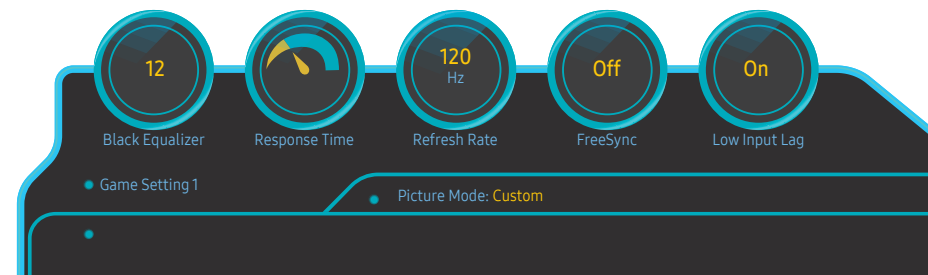 12
120
Hz
Off
On
Black Equalizer
Response Time
Refresh Rate
FreeSync
Low Input Lag
Game Setting 1
Picture Mode: Custom